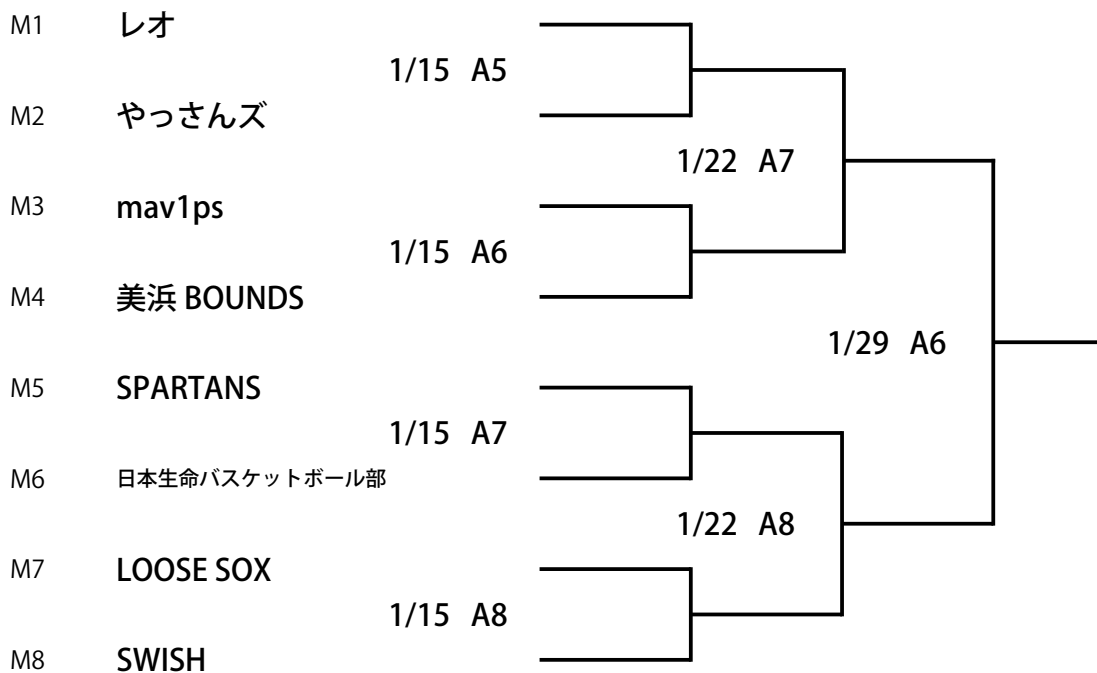 M1 レオ
1/15 A5
M2 やっさんズ
1/22 A7
M3 mav1ps
1/15 A6
M4 美浜 BOUNDS
1/29 A6
M5 SPARTANS
1/15 A7
M6 日本生命バスケットボール部
1/22 A8
M7 LOOSE SOX
1/15 A8
M8 SWISH